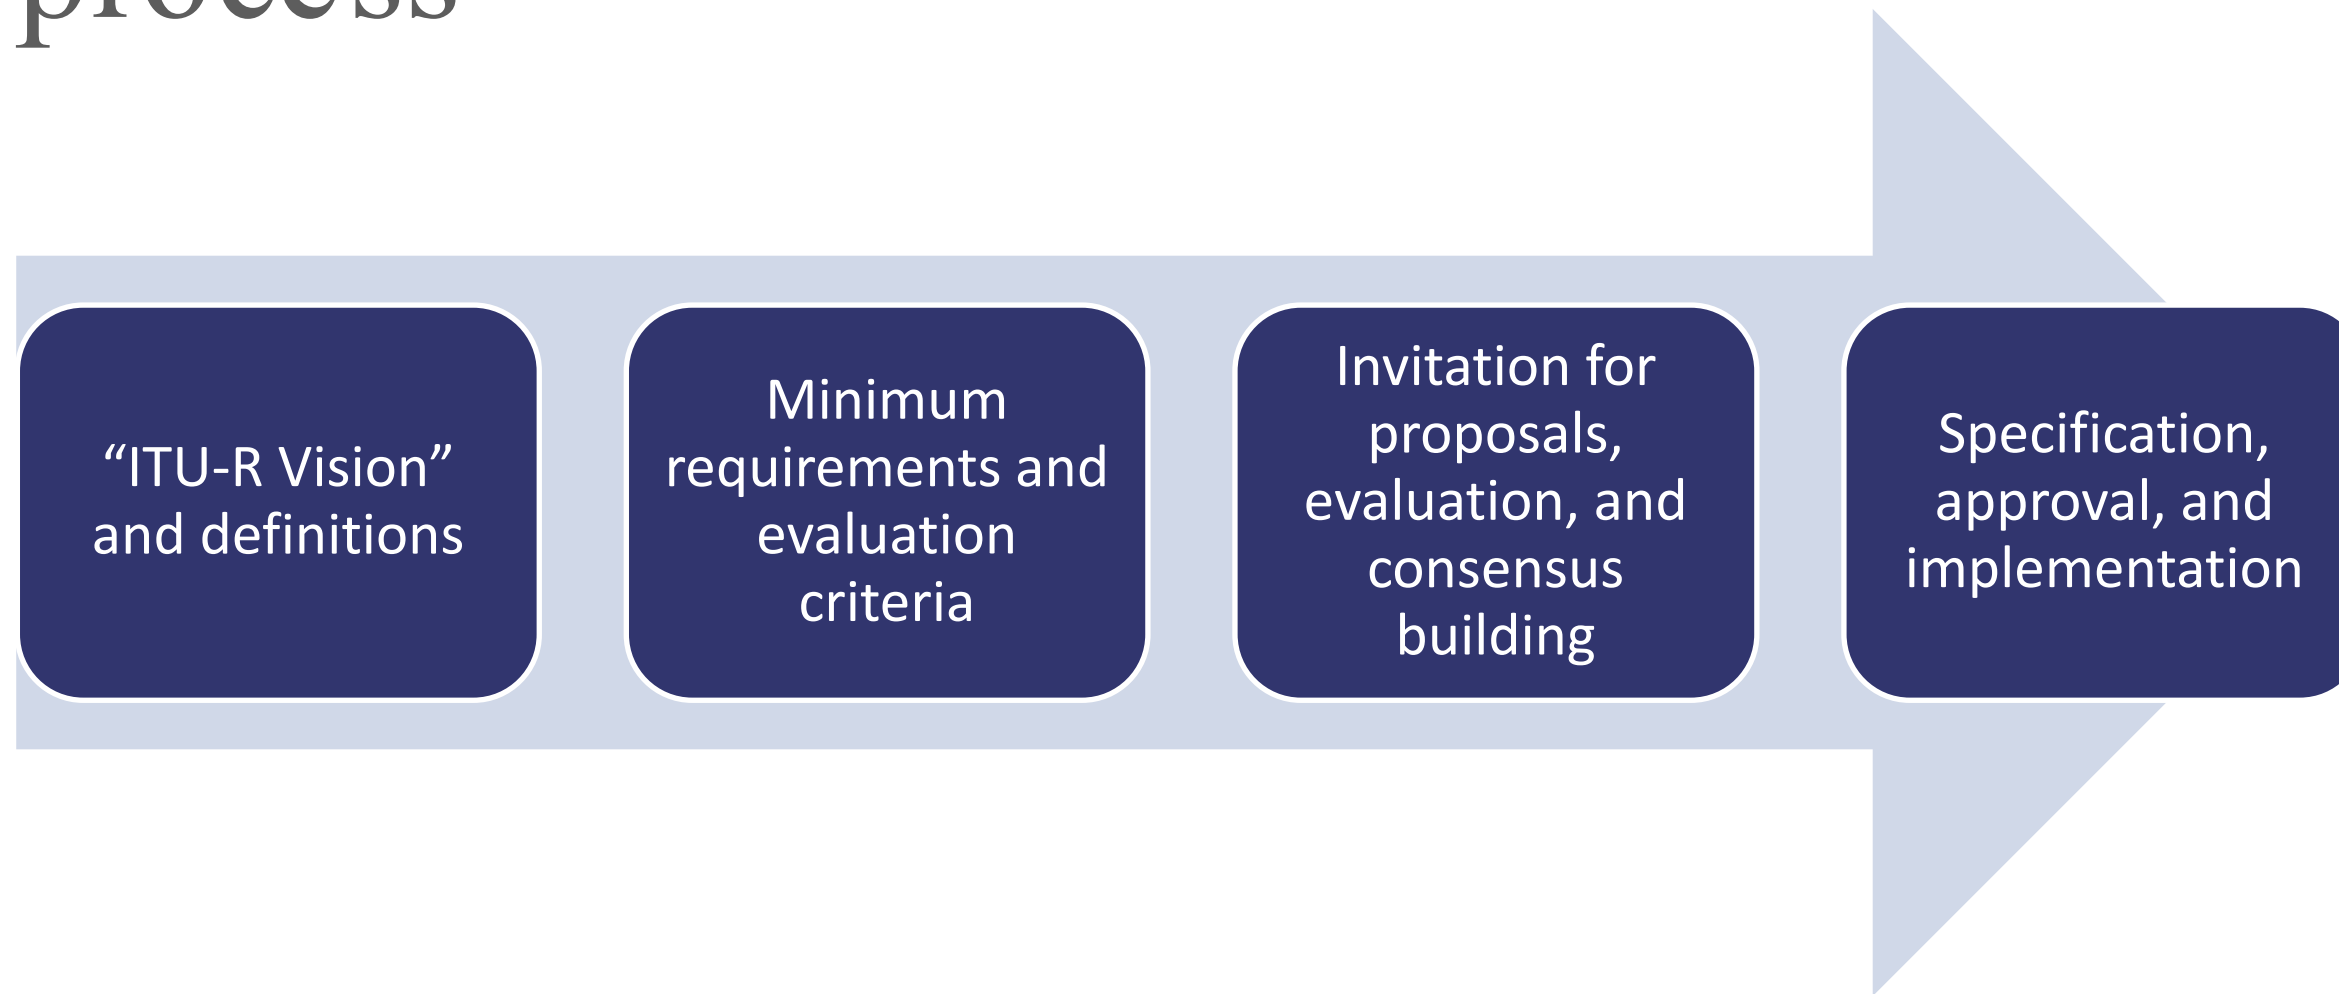 process
“ITU-R Vision”
and definitions
Minimum
requirements and
evaluation
criteria
Invitation for
proposals,
evaluation, and
consensus
building
Specification,
approval, and
implementation